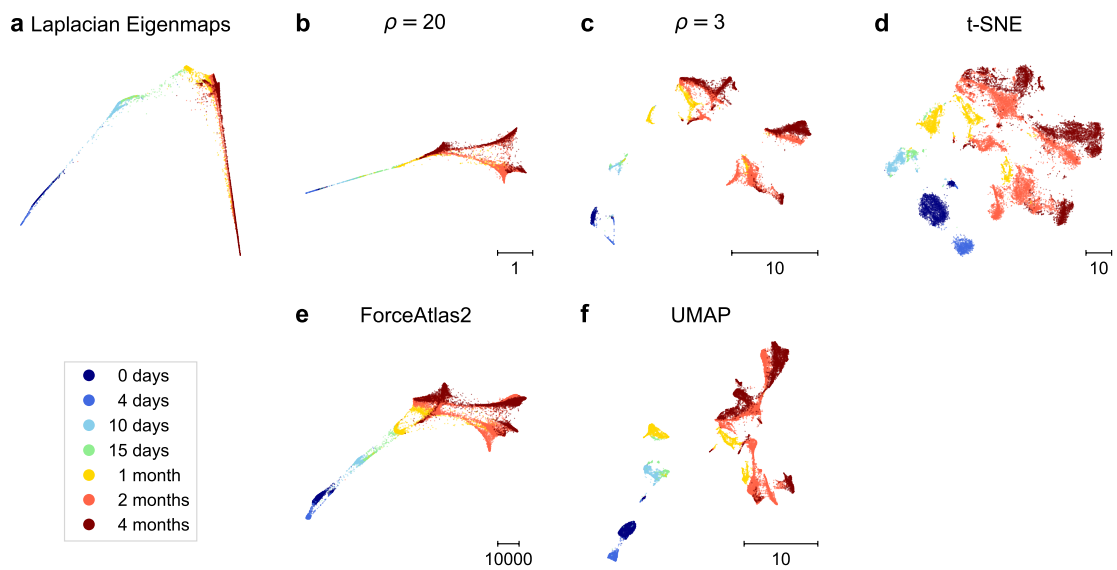 a Laplacian Eigenmaps
b ρ = 20
c ρ = 3
d t-SNE
1
10
10
e ForceAtlas2
f UMAP
0 days
4 days
10 days
15 days
1 month
2 months
4 months
10000
10